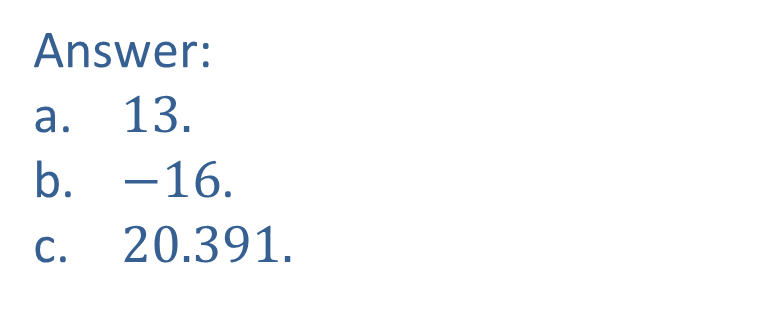 Answer:
a. 13.
b. −16.
c. 20.391.